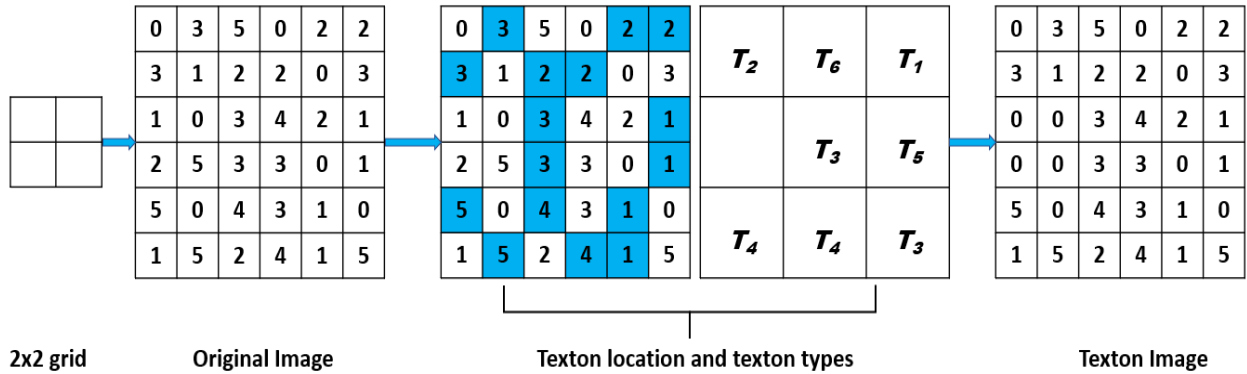 0 3 5 0 2 2
3 1 2 2 0 3
1 0 3 4 2 1
2 5 3 3 0 1
5 0 4 3 1 0
1 5 2 4 1 5
0 3 5 0 2 2
3 1 2 2 0 3
1 0 3 4 2 1
2 5 3 3 0 1
5 0 4 3 1 0
1 5 2 4 1 5
T2 T6 T1
T3 T5
T4 T4 T3
0 3 5 0 2 2
3 1 2 2 0 3
0 0 3 4 2 1
0 0 3 3 0 1
5 0 4 3 1 0
1 5 2 4 1 5
2x2 grid
Original Image
Texton location and texton types
Texton Image